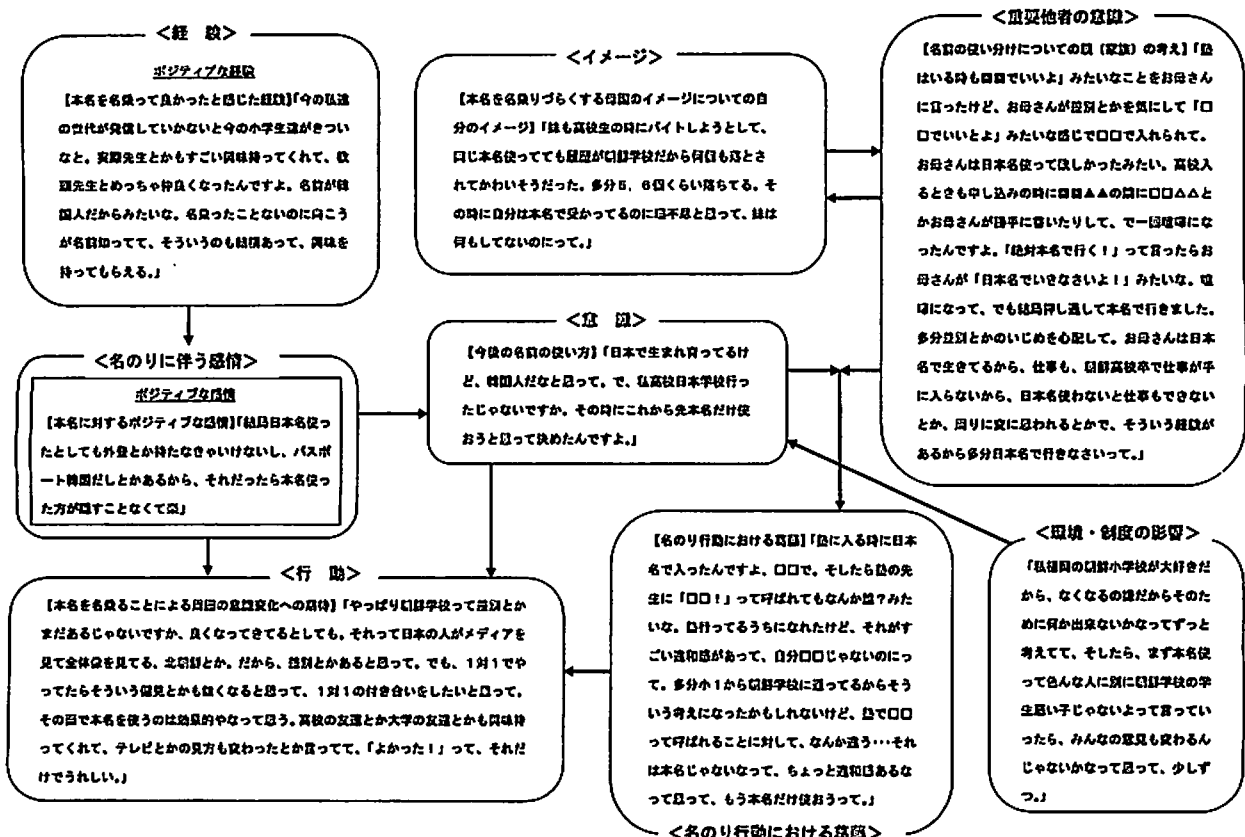 <経 験>
ポジティブな経験
【本名を名乗って良かったと感じた経験】「今の私達
の世代が発信していかないと今の小学生達がきつい
なと。実際先生とかもすごい興味持ってくれて、数
題先生とめっちゃ仲良くなったんですよ。名前が韓
国人だからみたいな。名乗ったことないのに向こう
が名前知ってて、そういうのも結構あって、興味を
持ってもらえる。」
<名のりに伴う感情>
ポジティブな感情
【本名に対するポジティブな感情】「結局日本名使っ
たとしても外登とか持たなきゃいけないし、パスポ
ート韓国だしとかあるから、それだったら本名使っ
た方が隠すことなくて楽」
<イメージ>
【本名を名乗りづらくする母国のイメージについての自
分のイメージ】「妹も高校生の時にバイトしようとして、
同じ本名使ってても履歴が朝鮮学校だから何個も落とさ
れてかわいそうだった。多分5，6個くらい落ちてる。そ
の時に自分は本名で受かってるのに理不尽と思って、妹は
何もしてないのにって。」
<意 識>
【今後の名前の使い方】「日本で生まれ育ってるけ
ど、韓国人だなと思って。で、私高校日本学校行っ
たじゃないですか。その時にこれから先本名だけ使
おうと思って決めたんですよ。」
<重要他者の意識>
【名前の使い分けについての親（家族）の考え】「塾
はいる時も■■でいいよ」みたいなことをお母さん
に言ったけど、お母さんが差別とかを気にして「□
□でいいとよ」みたいな感じで□□で入れられて。
お母さんは日本名使ってほしかったみたい。高校入
るときも申し込みの時に■■▲▲の間に□□△△と
かお母さんが勝手に書いたりして、で一回喧嘩にな
ったんですよ。「絶対本名で行く！」って言ったらお
母さんが「日本名でいきなさいよ！」みたいな。喧
嘩になって、でも結局押し通して本名で行きました。
多分差別とかのいじめを心配して。お母さんは日本
名で生きてるから、仕事も、朝鮮高校卒で仕事が手
に入らないから、日本名使わないと仕事もできない
とか、周りに変に思われるとかで、そういう経験が
あるから多分日本名で行きなさいって。」
<行 動>
【本名を名乗ることによる周囲の意識変化への期待】「やっぱり朝鮮学校って差別とか
まだあるじゃないですか、良くなってきてるとしても。それって日本の人がメディアを
見て全体像を見てる、北朝鮮とか。だから、差別とかあると思って。でも、1対1でや
ってたらそういう偏見とかも無くなると思って、1対1の付き合いをしたいと思って。
その面で本名を使うのは効果的やなって思う。高校の友達とか大学の友達とかも興味持
ってくれて、テレビとかの見方も変わったとか言ってて、「よかった！」って、それだ
けでうれしい。」
【名のり行動における意識】「塾に入る時に日本
名で入ったんですよ、□□で。そしたら塾の先
生に「□□！」って呼ばれてもなんか誰？みた
いな。塾行ってるうちになれたけど、それがす
ごい違和感があって、自分□□じゃないのにっ
て。多分小1から朝鮮学校に通ってるからそう
いう考えになったかもしれないけど、塾で□□
って呼ばれることに対して、なんか違う…それ
は本名じゃないなって、ちょっと違和感あるな
って思って、もう本名だけ使おうって。」
<名のり行動における意識>
<環境・制度の影響>
「私福岡の朝鮮小学校が大好きだ
から、なくなるの嫌だからそのた
めに何か出来ないかなってずっと
考えてて、そしたら、まず本名使
って色んな人に別に朝鮮学校の学
生悪い子じゃないよって言ってい
ったら、みんなの意見も変わるん
じゃないかなって思って、少しず
つ。」